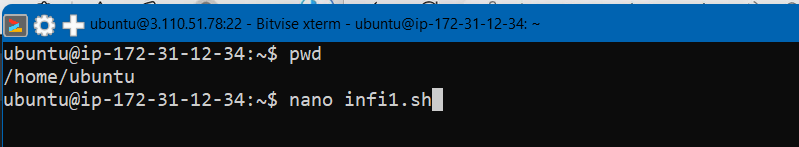 ubuntu@3.110.51.78:22 - Bitvise xterm - ubuntu@ip-172-31-12-34: ~
ubuntu@ip-172-31-12-34:~$ pwd
/home/ubuntu
ubuntu@ip-172-31-12-34:~$ nano infi1.sh